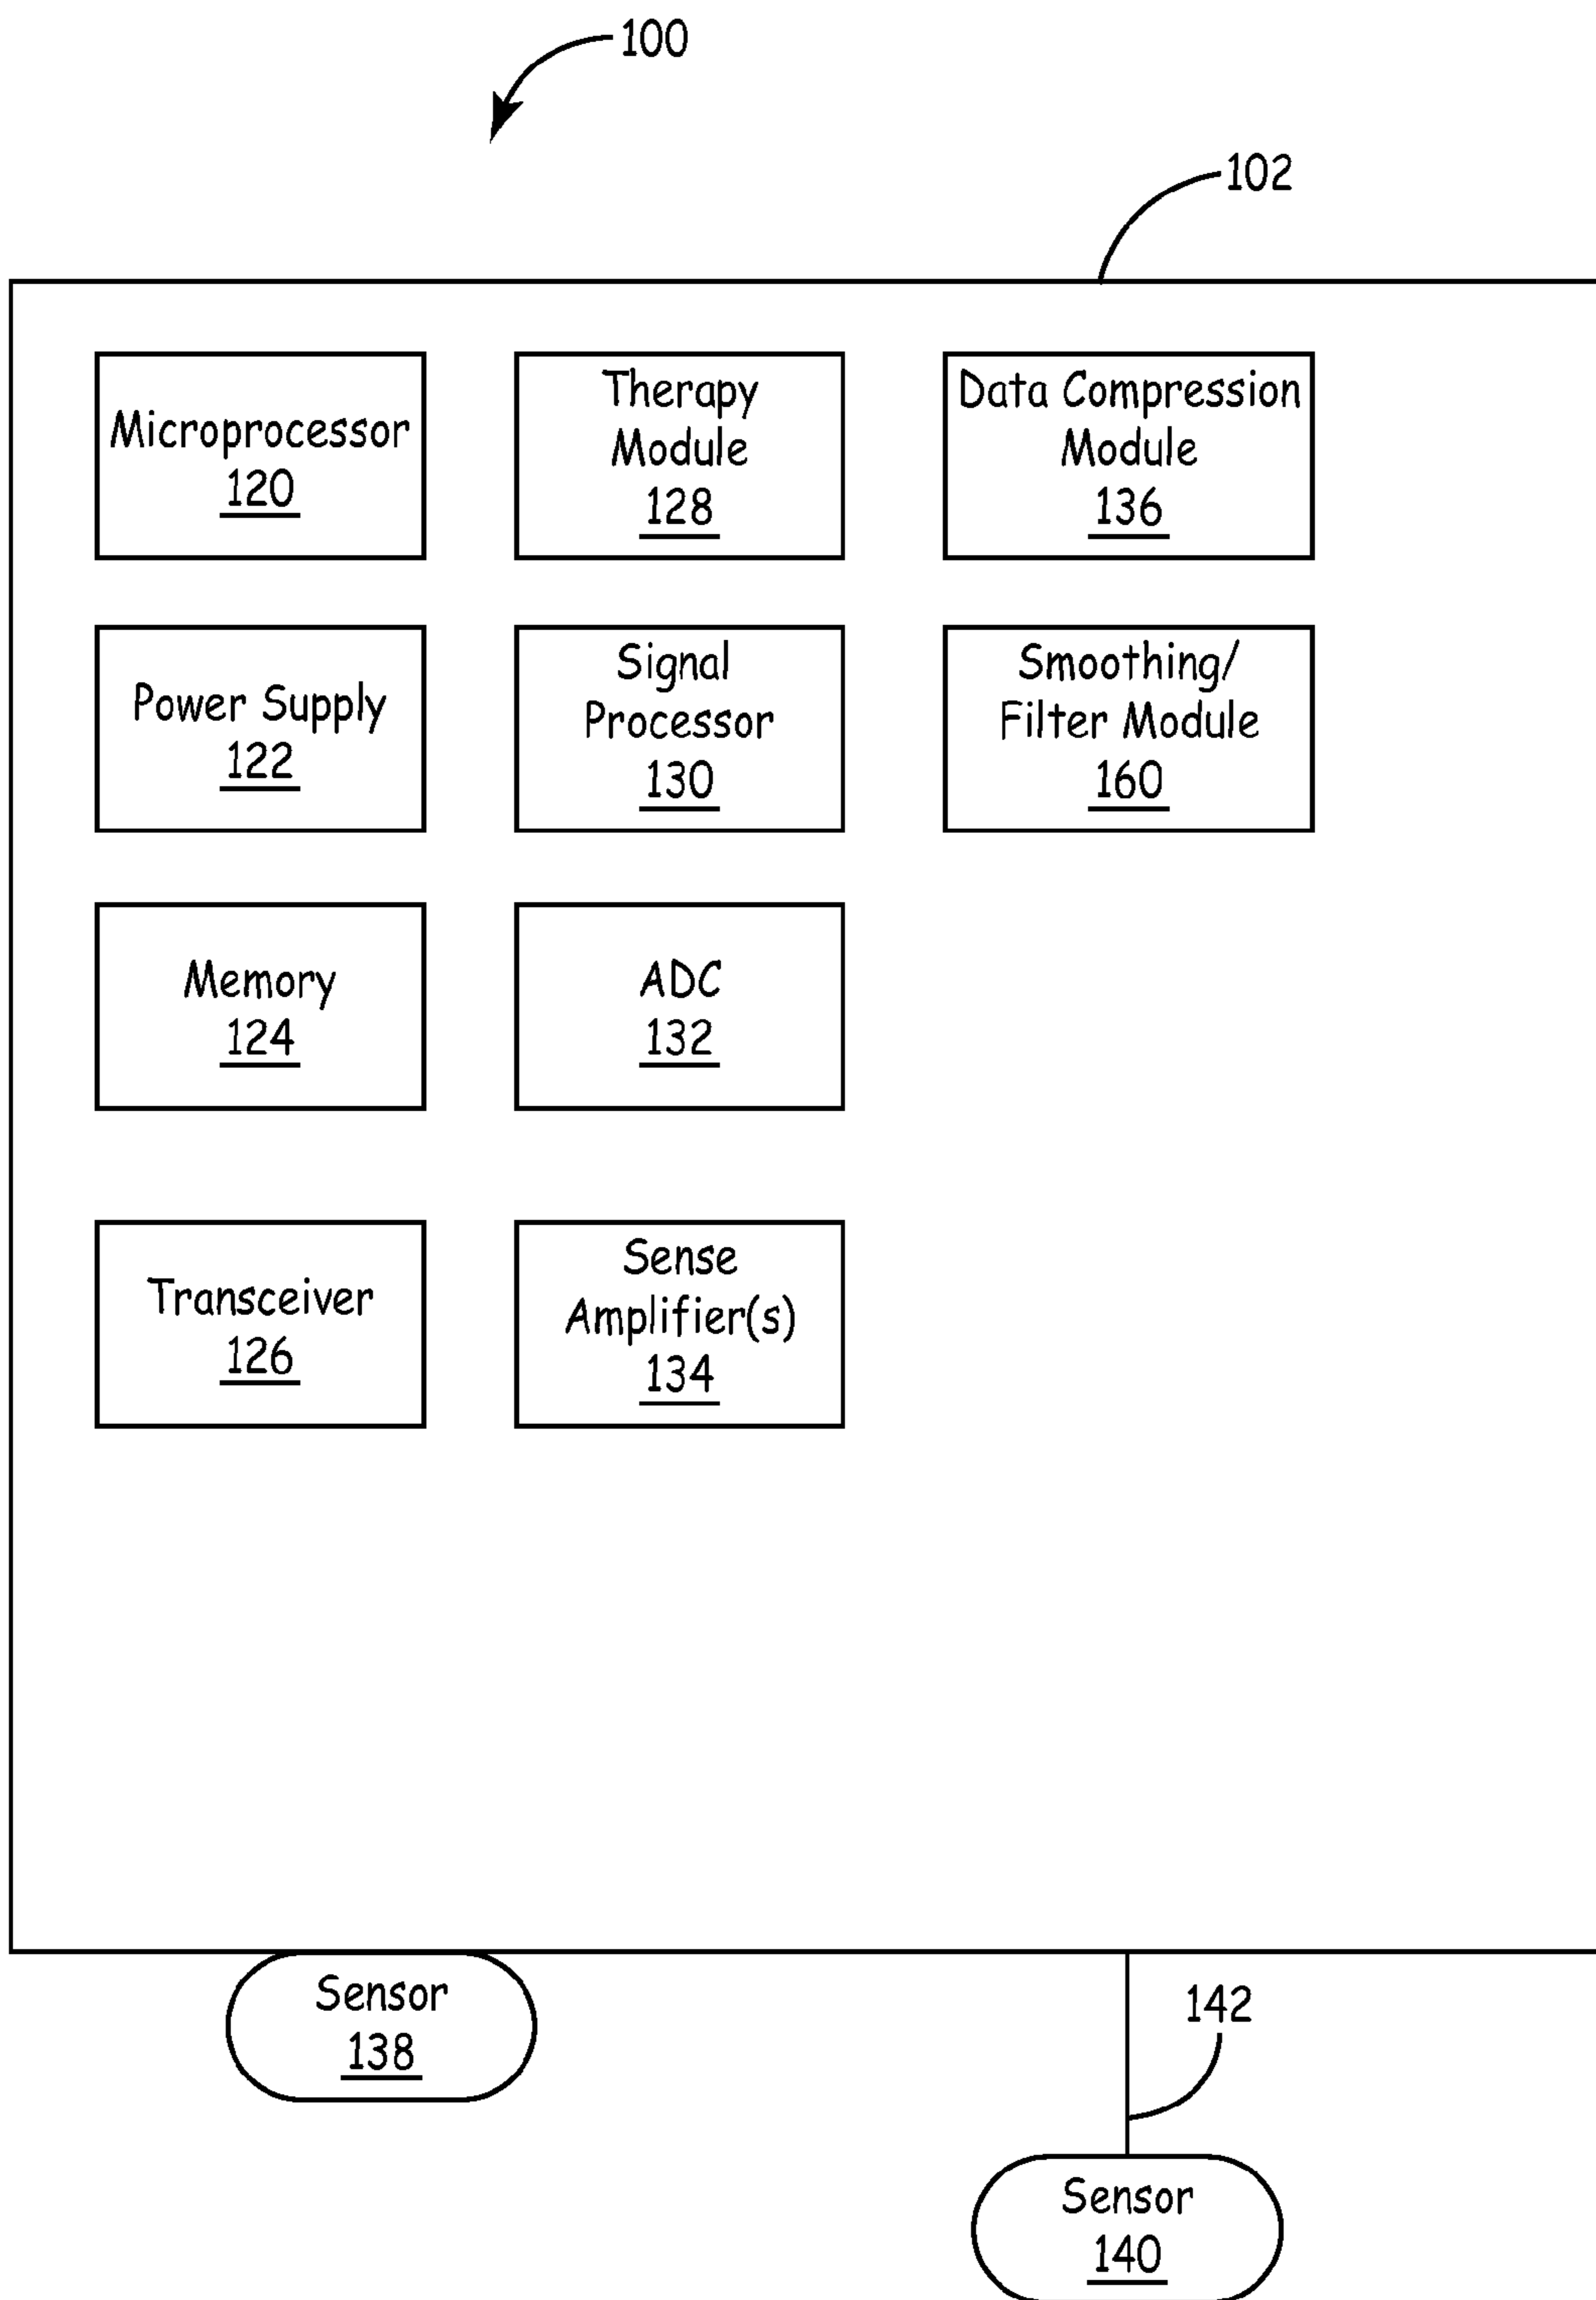 100
102
Microprocessor
120
Therapy
Module
128
Data Compression
Module
136
Power Supply
122
Signal
Processor
130
Smoothing/
Filter Module
160
Memory
124
ADC
132
Transceiver
126
Sense
Amplifier(s)
134
Sensor
138
142
Sensor
140